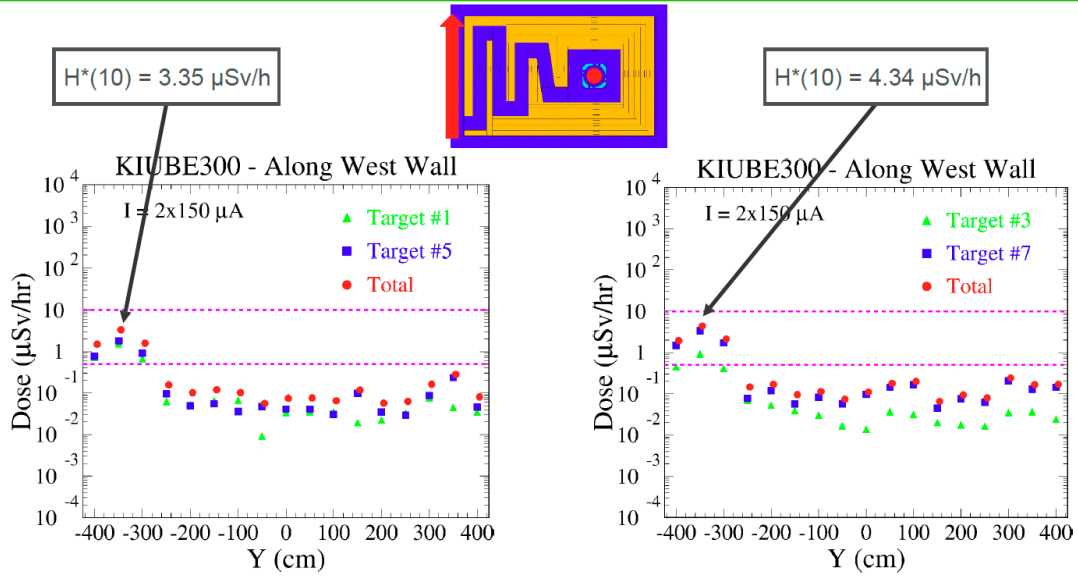 H*(10) = 3.35 µSv/h
H*(10) = 4.34 µSv/h
KIUBE300 - Along West Wall
I = 2x150 µA
Target #1
Target #5
Total
Dose (µSv/hr)
10 4
10 3
10 2
10
1
10 -1
10 -2
10 -3
10 -4
-400 -300 -200 -100 0 100 200 300 400
Y (cm)
KIUBE300 - Along West Wall
I = 2x150 µA
Target #3
Target #7
Total
Dose (µSv/hr)
10 4
10 3
10 2
10
1
10 -1
10 -2
10 -3
10 -4
-400 -300 -200 -100 0 100 200 300 400
Y (cm)